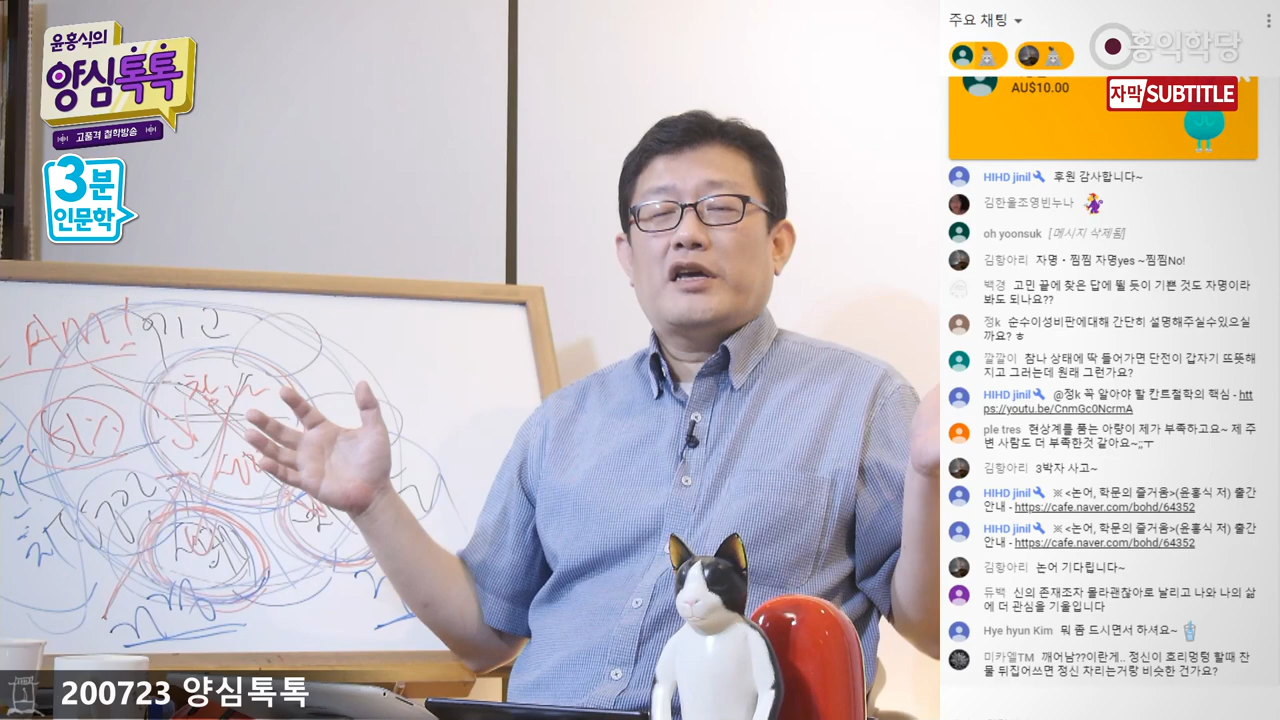 윤홍식의
양심톡톡
고품격 철학방송
3분
인문학
AM!
200723 양심톡톡
주요 채팅
홍익학당
자막 SUBTITLE
AU$10.00
HIHD jinil 후원 감사합니다~
김한울조영빈누나
oh yoonsuk [메시지 삭제됨]
김항아리 자명・찜찜 자명yes ~찜찜No!
백경 고민 끝에 찾은 답에 뛸 듯이 기쁜 것도 자명이라
봐도 되나요??
정k 순수이성비판에대해 간단히 설명해주실수있으실
까요? ㅎ
깔깔이 참나 상태에 딱 들어가면 단전이 갑자기 뜨뜻해
지고 그러는데 원래 그런가요?
HIHD jinil @정k 꼭 알아야 할 칸트철학의 핵심 - htt
ps://youtu.be/CnmGc0NcrmA
ple tres 현상계를 품는 아량이 제가 부족하고요~ 제 주
변 사람도 더 부족한것 같아요~;;ㅜ
김항아리 3박자 사고~
HIHD jinil ※ <논어, 학문의 즐거움>(윤홍식 저) 출간
안내 - https://cafe.naver.com/bohd/64352
HIHD jinil ※ <논어, 학문의 즐거움>(윤홍식 저) 출간
안내 - https://cafe.naver.com/bohd/64352
김항아리 논어 기다립니다~
듀백 신의 존재조차 몰라괜찮아로 날리고 나와 나의 삶
에 더 관심을 기울입니다
Hye hyun Kim 뭐 좀 드시면서 하셔요~
미카엘TM 깨어남??이란게.. 정신이 흐리멍텅 할때 찬
물 뒤집어쓰면 정신 차리는거랑 비슷한 건가요?